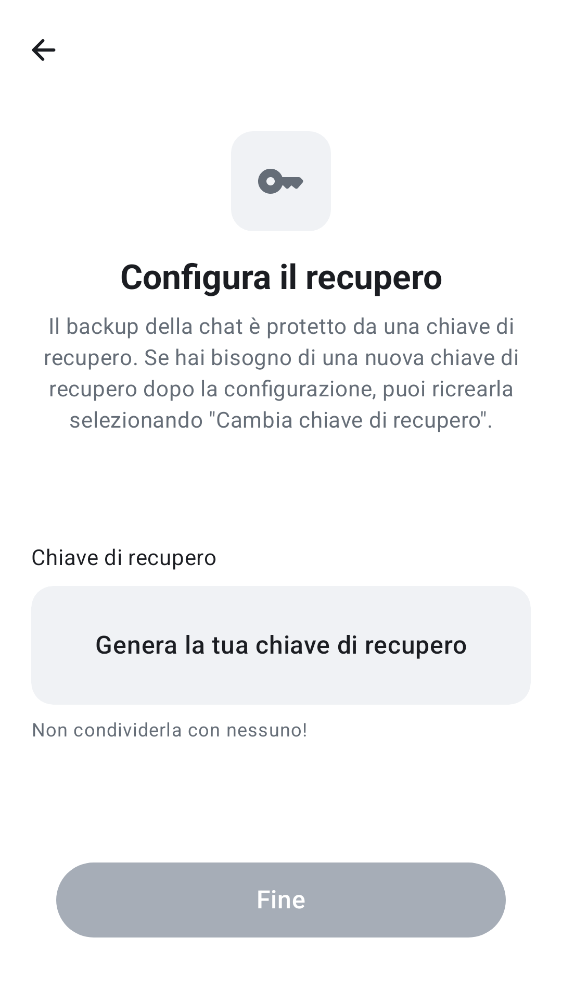 Configura il recupero
Il backup della chat è protetto da una chiave di
recupero. Se hai bisogno di una nuova chiave di
recupero dopo la configurazione, puoi ricrearla
selezionando "Cambia chiave di recupero".
Chiave di recupero
Genera la tua chiave di recupero
Non condividerla con nessuno!
Fine